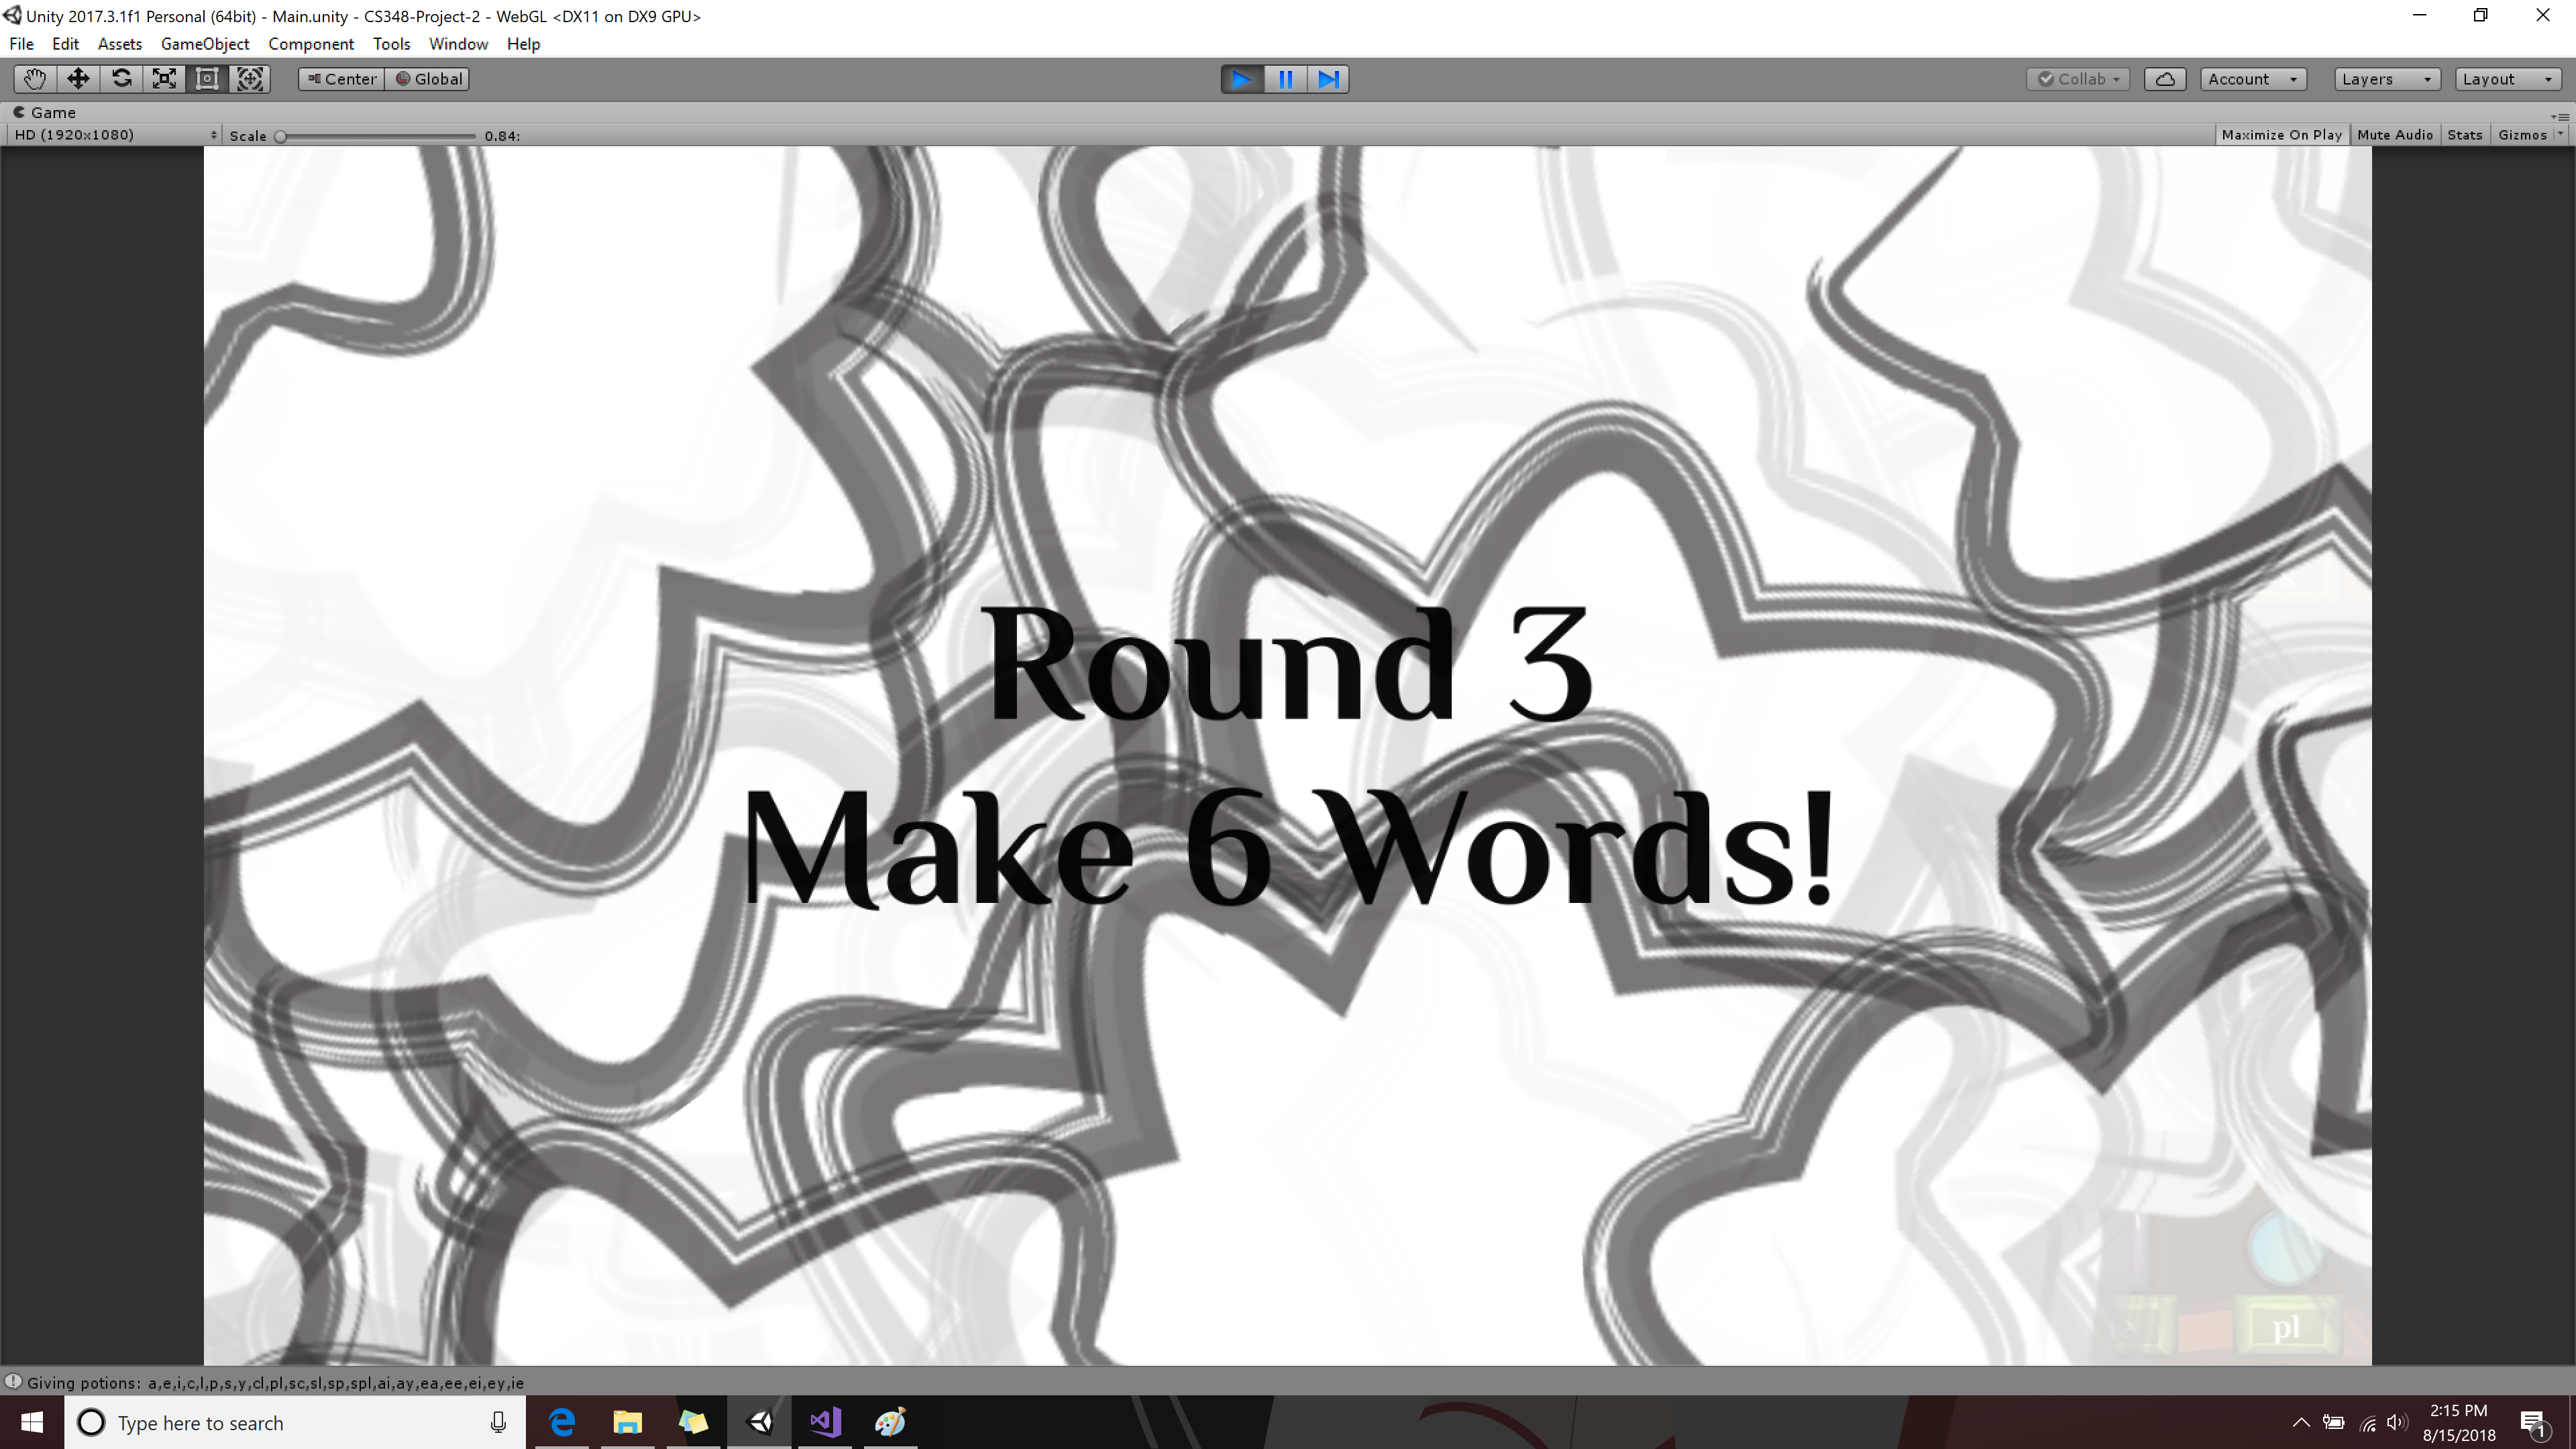 Unity 2017.3.1f1 Personal (64bit) - Main.unity - CS348-Project-2 - WebGL <DX11 on DX9 GPU>
File Edit Assets GameObject Component Tools Window Help
Center Global Collab Account Layers Layout
Game
HD (1920x1080) Scale 0.84: Maximize On Play Mute Audio Stats Gizmos
Round 3
Make 6 Words!
pl
Giving potions: a,e,i,c,l,p,s,y,cl,pl,sc,sl,sp,spl,ai,ay,ea,ee,ei,ey,ie
Type here to search
2:15 PM
8/15/2018
1